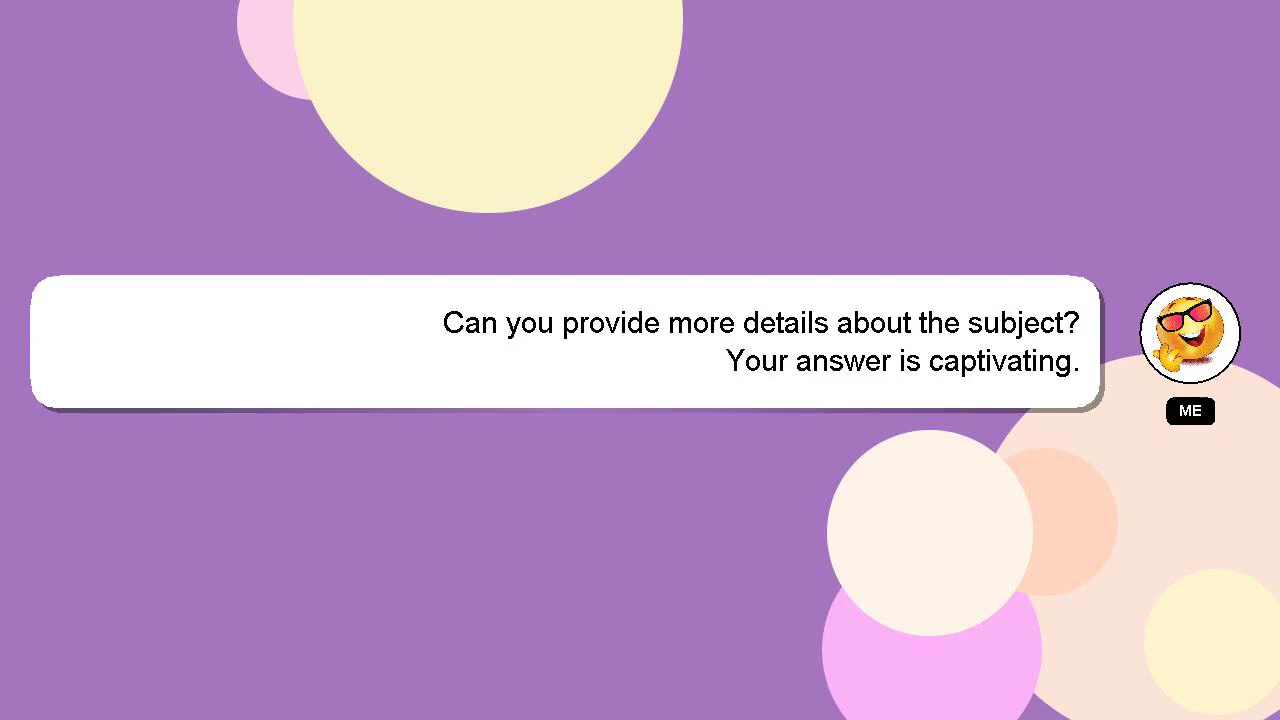 Can you provide more details about the subject?
Your answer is captivating.
ME